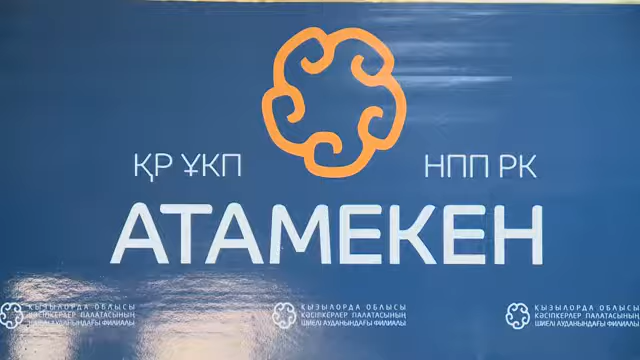 ҚР ҰКП
НПП РК
АТАМЕКЕН
ҚЫЗЫЛОРДА ОБЛЫСЫ
КӘСІПКЕРЛЕР ПАЛАТАСЫНЫҢ
ШИЕЛІ АУДАНЫНДАҒЫ ФИЛИАЛЫ
ҚЫЗЫЛОРДА ОБЛЫСЫ
КӘСІПКЕРЛЕР ПАЛАТАСЫНЫҢ
ШИЕЛІ АУДАНЫНДАҒЫ ФИЛИАЛЫ
ҚЫЗЫЛОРДА ОБЛЫСЫ
КӘСІПКЕРЛЕР ПАЛАТАСЫНЫҢ
ШИЕЛІ АУДАНЫНДАҒЫ ФИЛИАЛЫ